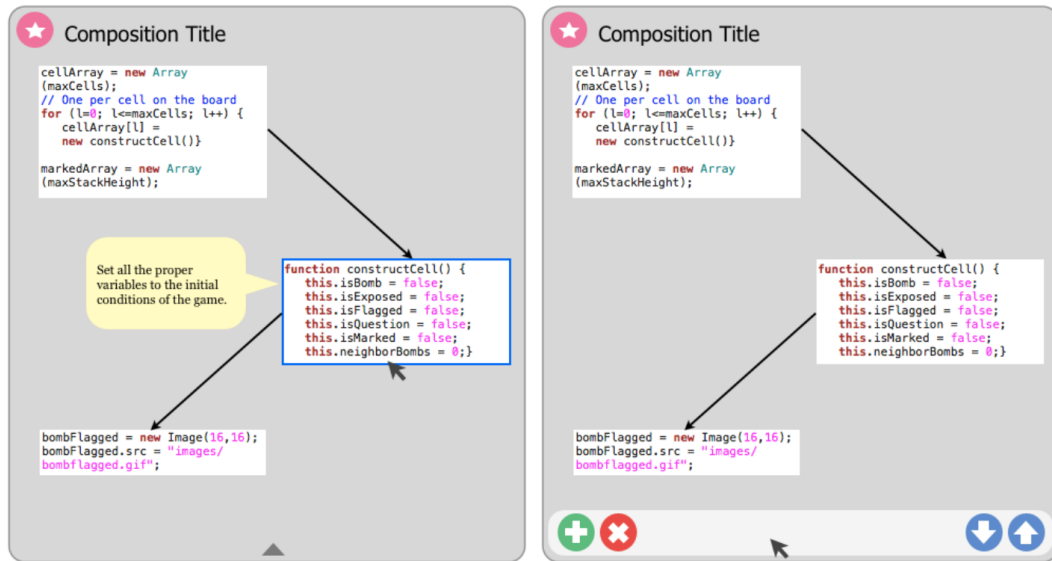 Composition Title
cellArray = new Array
(maxCells);
// One per cell on the board
for (l=0; l<=maxCells; l++) {
cellArray[l] =
new constructCell()}
markedArray = new Array
(maxStackHeight);
Set all the proper
variables to the initial
conditions of the game.
function constructCell() {
this.isBomb = false;
this.isExposed = false;
this.isFlagged = false;
this.isQuestion = false;
this.isMarked = false;
this.neighborBombs = 0;}
bombFlagged = new Image(16,16);
bombFlagged.src = "images/
bombflagged.gif";
Composition Title
cellArray = new Array
(maxCells);
// One per cell on the board
for (l=0; l<=maxCells; l++) {
cellArray[l] =
new constructCell()}
markedArray = new Array
(maxStackHeight);
function constructCell() {
this.isBomb = false;
this.isExposed = false;
this.isFlagged = false;
this.isQuestion = false;
this.isMarked = false;
this.neighborBombs = 0;}
bombFlagged = new Image(16,16);
bombFlagged.src = "images/
bombflagged.gif";